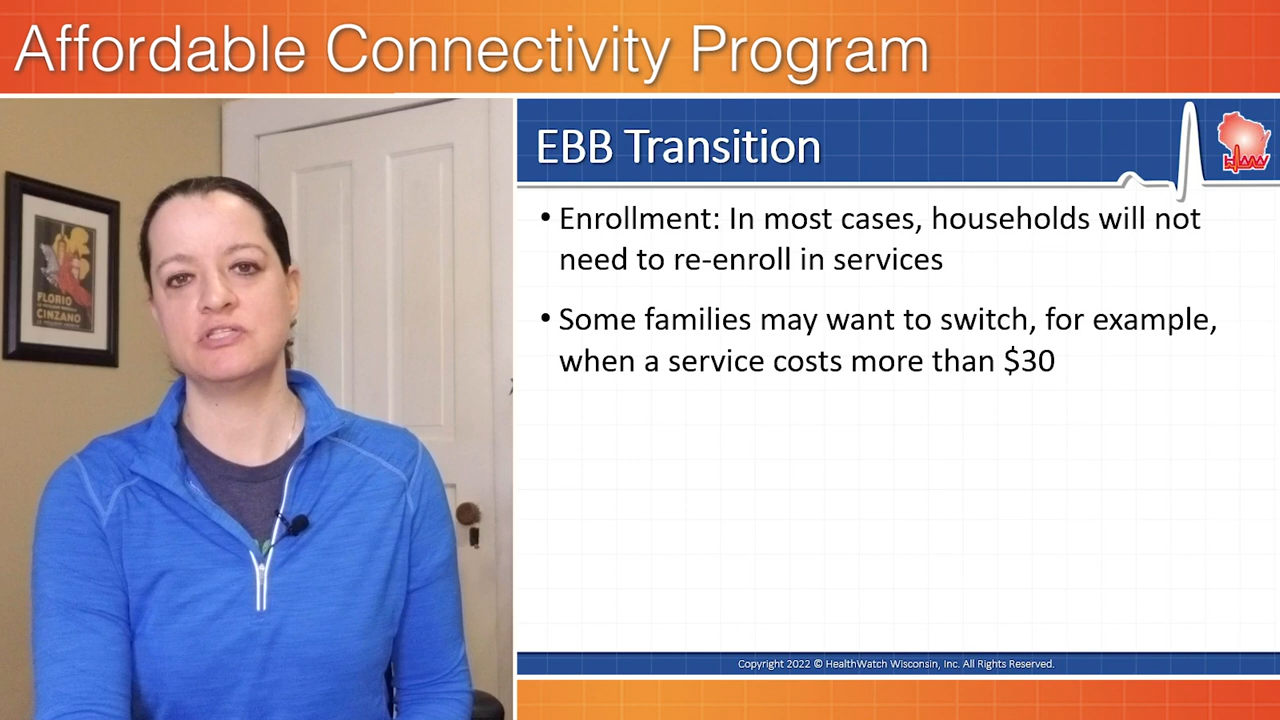 Affordable Connectivity Program
FLORIO
CINZANO
EBB Transition
• Enrollment: In most cases, households will not
need to re-enroll in services
• Some families may want to switch, for example,
when a service costs more than $30
Copyright 2022 © HealthWatch Wisconsin, Inc. All Rights Reserved.